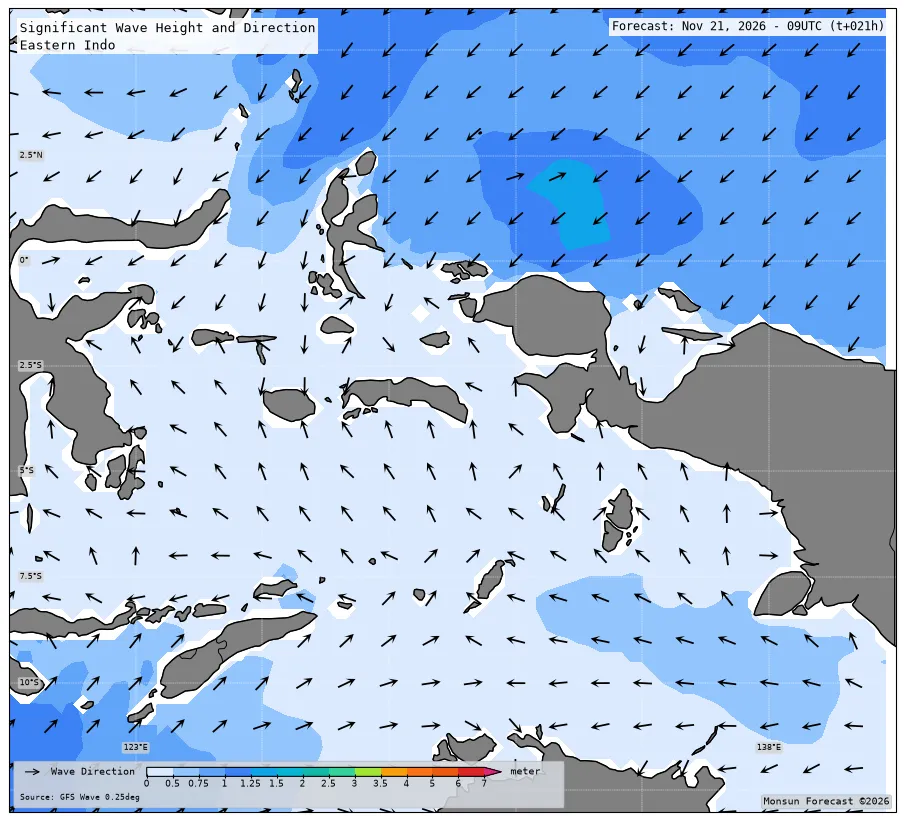 Significant Wave Height and Direction
Eastern Indo
Forecast: Nov 21, 2026 - 09UTC (t+021h)
2.5°N
0°
2.5°S
5°S
7.5°S
10°S
123°E
138°E
Wave Direction
meter
0 0.5 0.75 1 1.25 1.5 2 2.5 3 3.5 4 5 6 7
Source: GFS Wave 0.25deg
Monsun Forecast ©2026